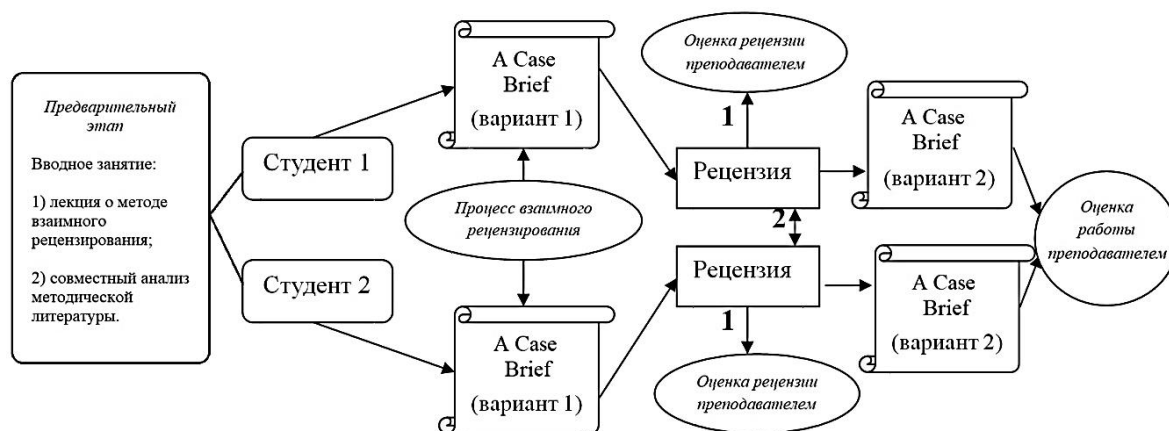 Предварительный
этап
Вводное занятие:
1) лекция о методе
взаимного
рецензирования;
2) совместный анализ
методической
литературы.
Студент 1
Студент 2
A Case
Brief
(вариант 1)
Процесс взаимного
рецензирования
A Case
Brief
(вариант 1)
Оценка рецензии
преподавателем
1
Рецензия
2
Рецензия
1
Оценка рецензии
преподавателем
A Case
Brief
(вариант 2)
A Case
Brief
(вариант 2)
Оценка
работы
преподавателем